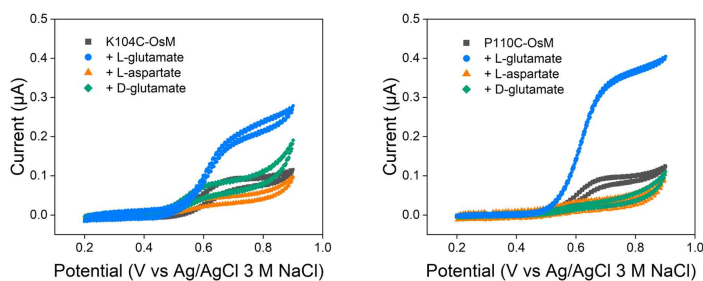 0.5
0.4
0.3
0.2
0.1
0.0
Current (µA)
K104C-OsM
+ L-glutamate
+ L-aspartate
+ D-glutamate
0.2 0.4 0.6 0.8 1.0
Potential (V vs Ag/AgCl 3 M NaCl)
0.5
0.4
0.3
0.2
0.1
0.0
Current (µA)
P110C-OsM
+ L-glutamate
+ L-aspartate
+ D-glutamate
0.2 0.4 0.6 0.8 1.0
Potential (V vs Ag/AgCl 3 M NaCl)